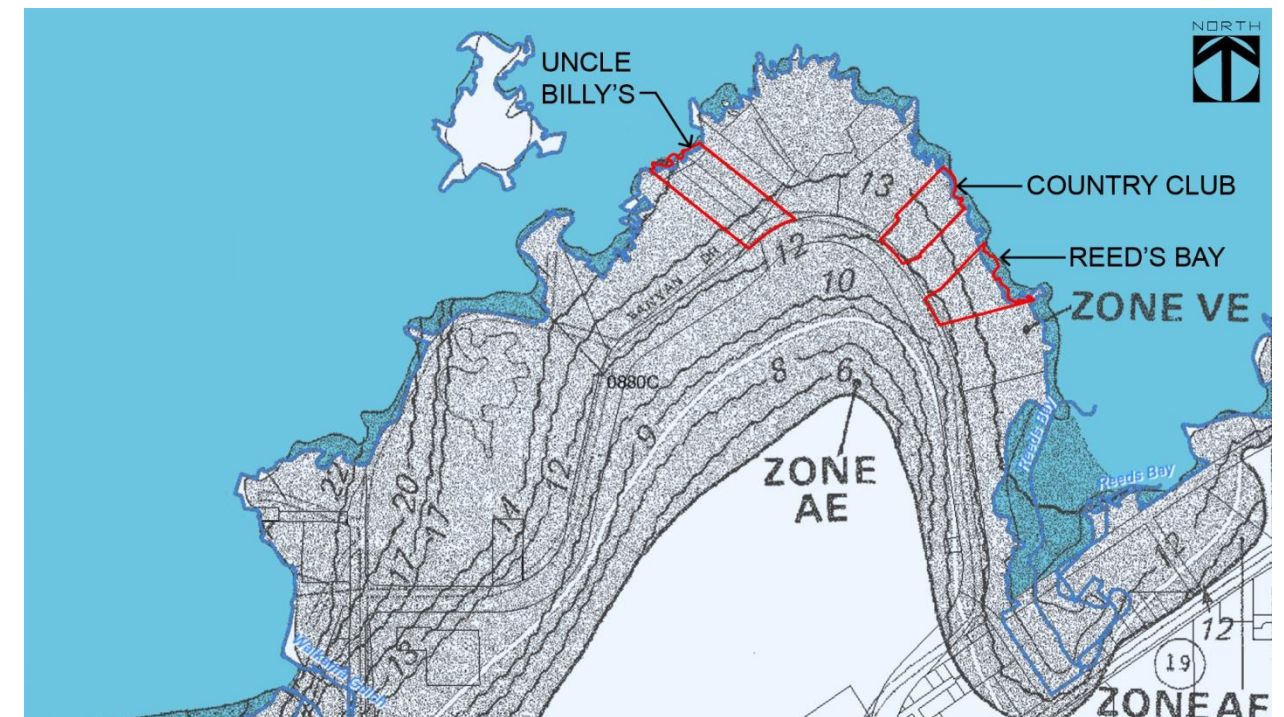 NORTH
UNCLE
BILLY'S
COUNTRY CLUB
13
REED'S BAY
12
BANYAN DR
10
ZONE VE
8
6
0880C
9
Reeds Bay
ZONE
AE
Reeds Bay
22
20
17
12
14
17
12
12
19
13
ZONE AE